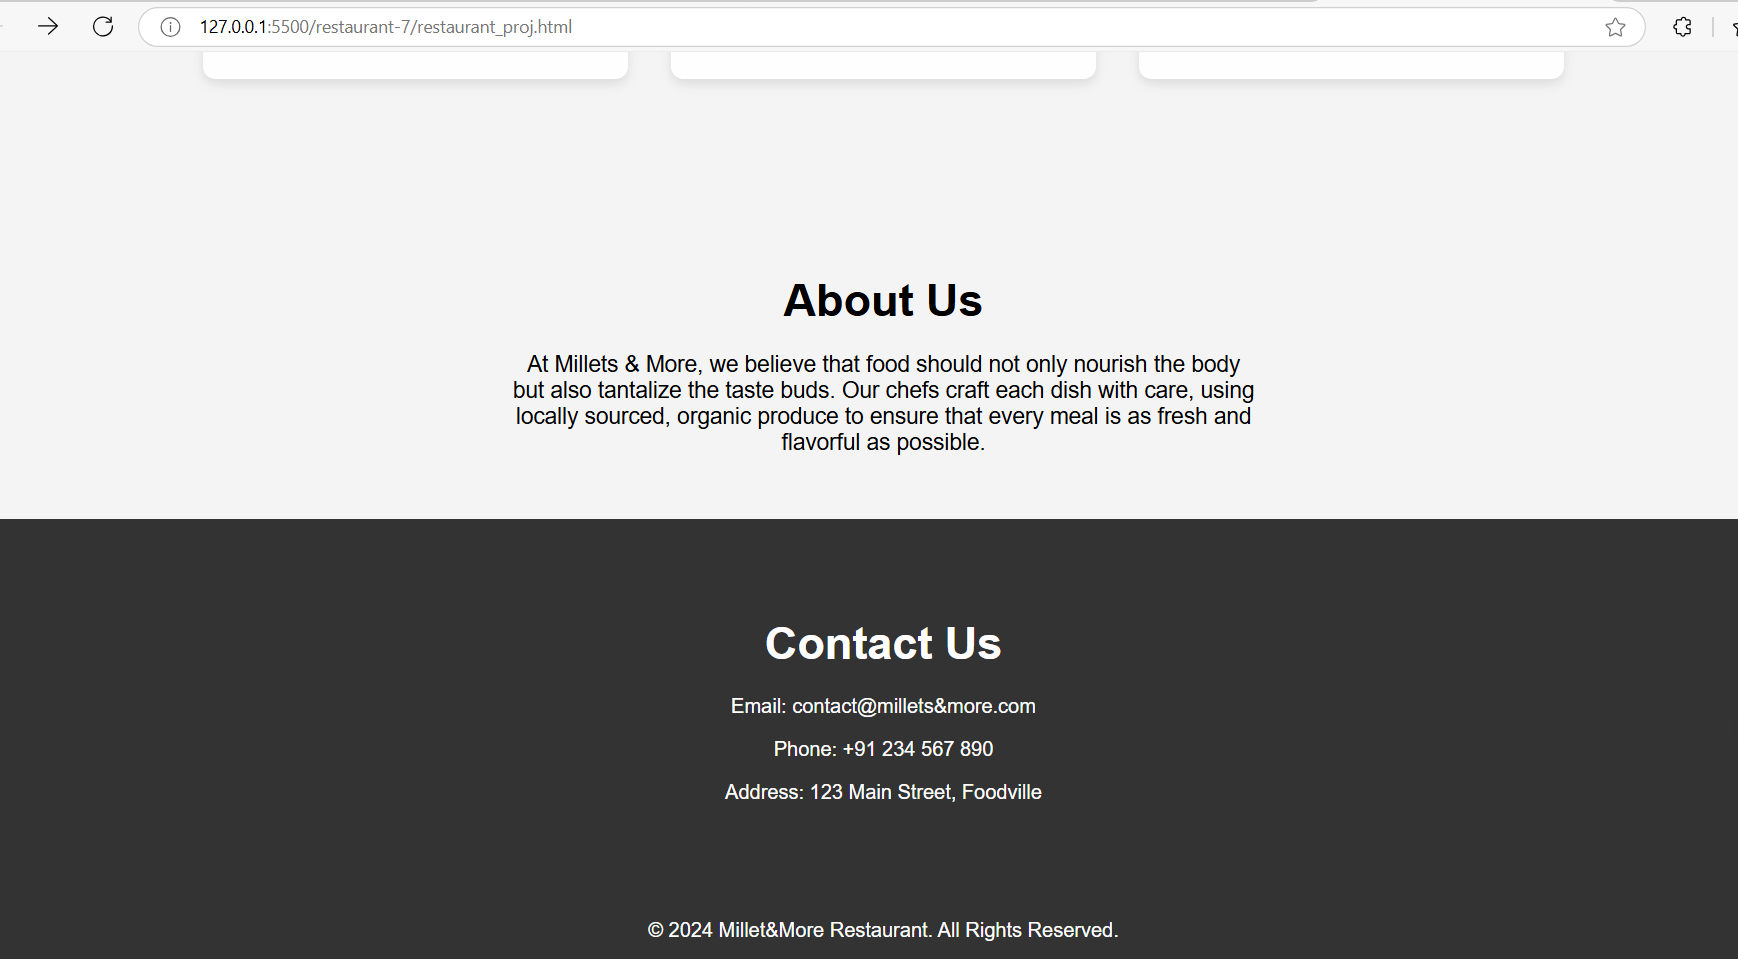 127.0.0.1:5500/restaurant-7/restaurant_proj.html
About Us
At Millets & More, we believe that food should not only nourish the body
but also tantalize the taste buds. Our chefs craft each dish with care, using
locally sourced, organic produce to ensure that every meal is as fresh and
flavorful as possible.
Contact Us
Email: contact@millets&more.com
Phone: +91 234 567 890
Address: 123 Main Street, Foodville
© 2024 Millet&More Restaurant. All Rights Reserved.